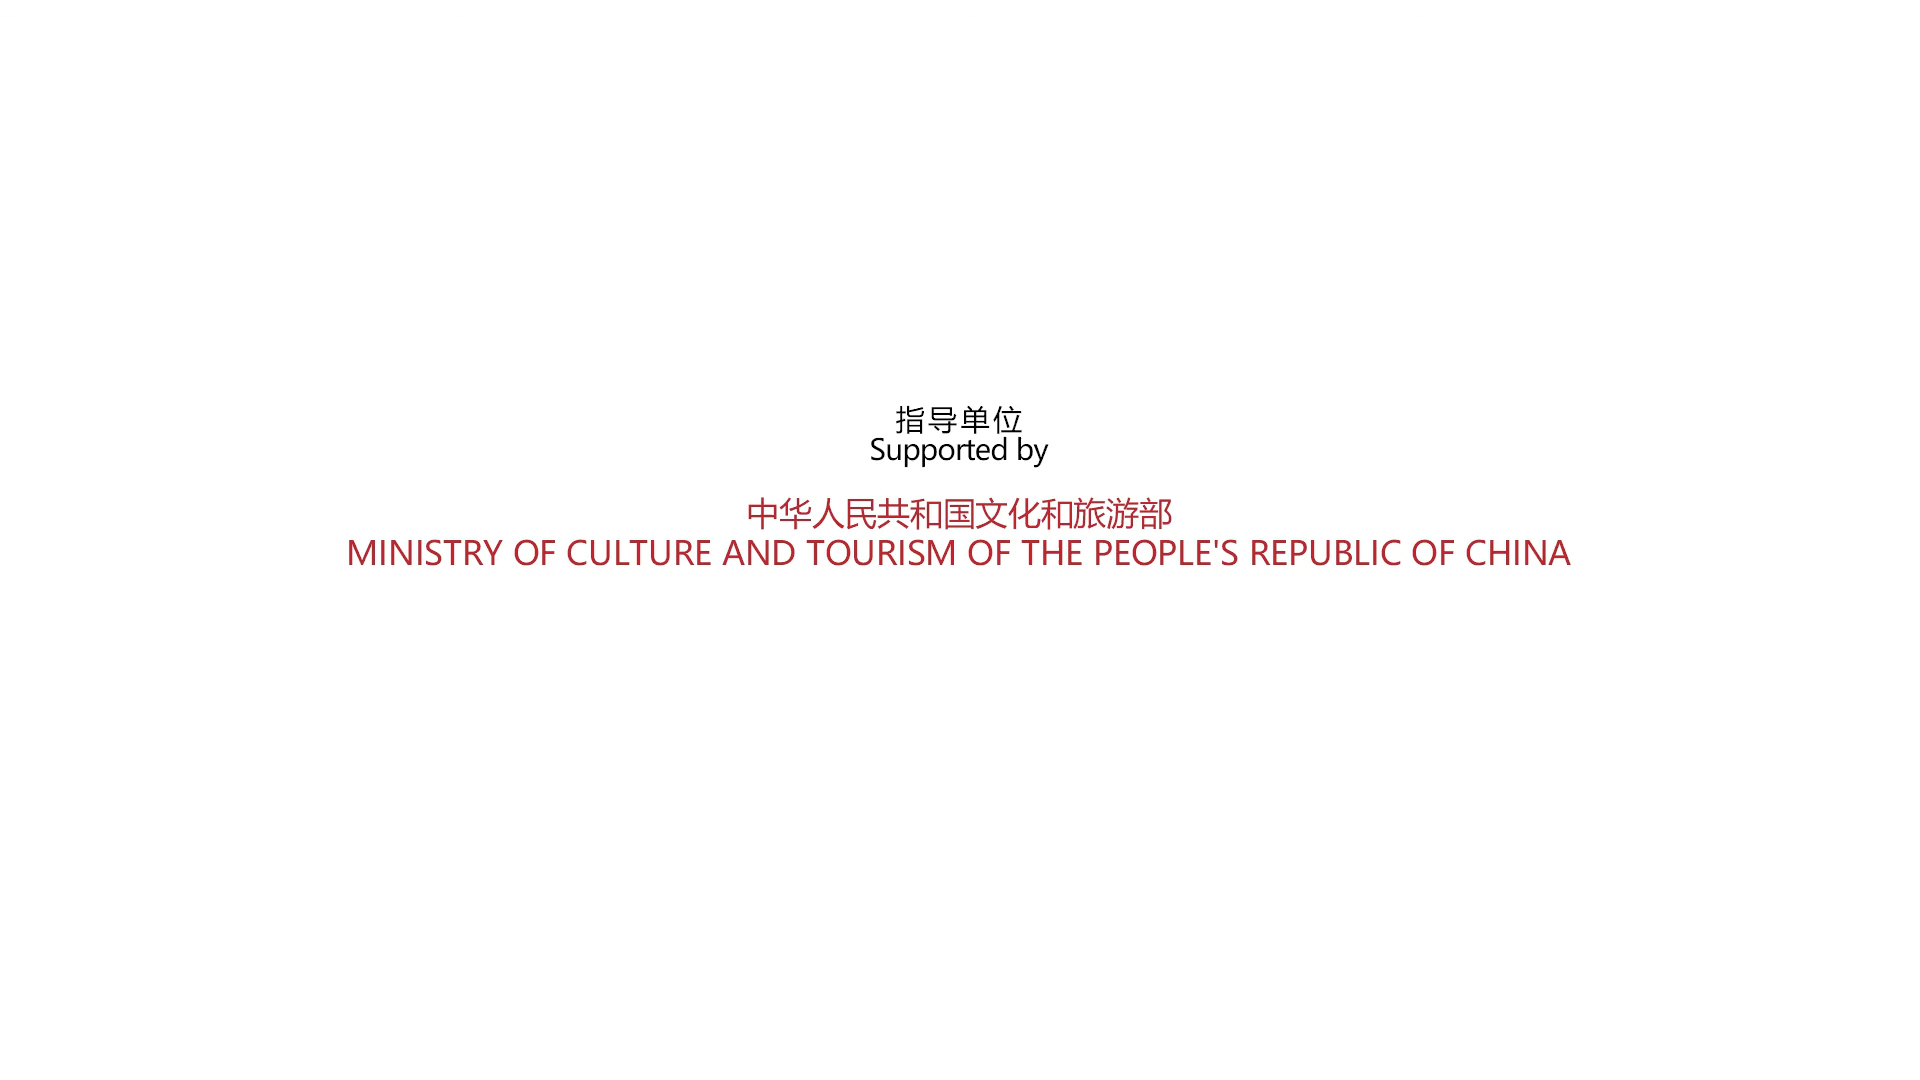 指导单位
Supported by
中华人民共和国文化和旅游部
MINISTRY OF CULTURE AND TOURISM OF THE PEOPLE'S REPUBLIC OF CHINA